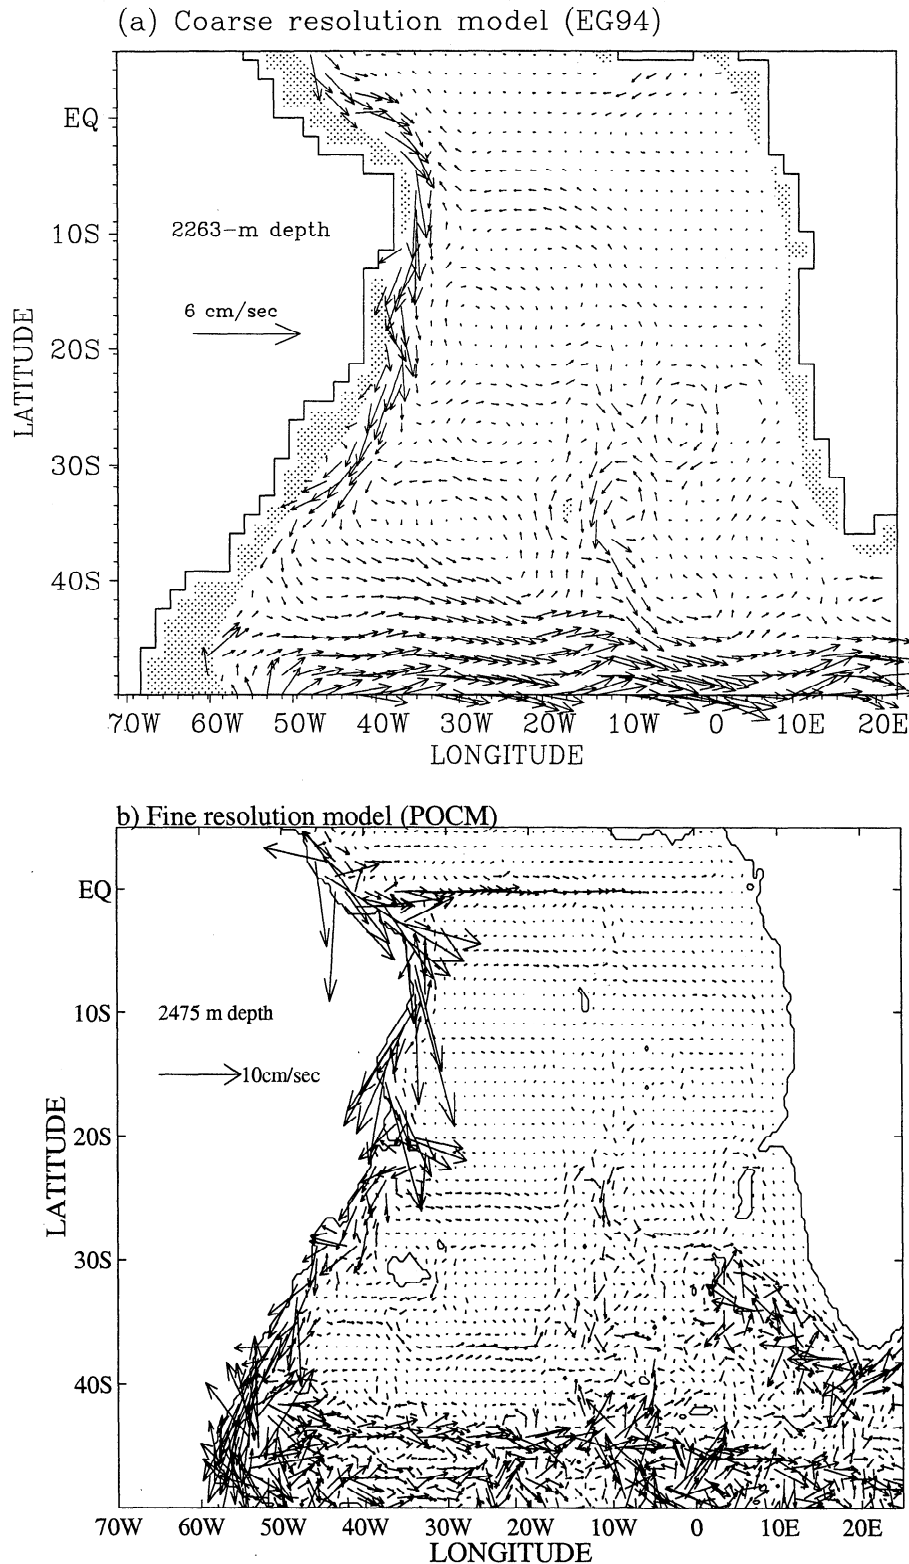 (a) Coarse resolution model (EG94)
EQ
10S
20S
30S
40S
LATITUDE
2263-m depth
6 cm/sec
70W 60W 50W 40W 30W 20W 10W 0 10E 20E
LONGITUDE
b) Fine resolution model (POCM)
EQ
10S
20S
30S
40S
LATITUDE
2475 m depth
10cm/sec
70W 60W 50W 40W 30W 20W 10W 0 10E 20E
LONGITUDE